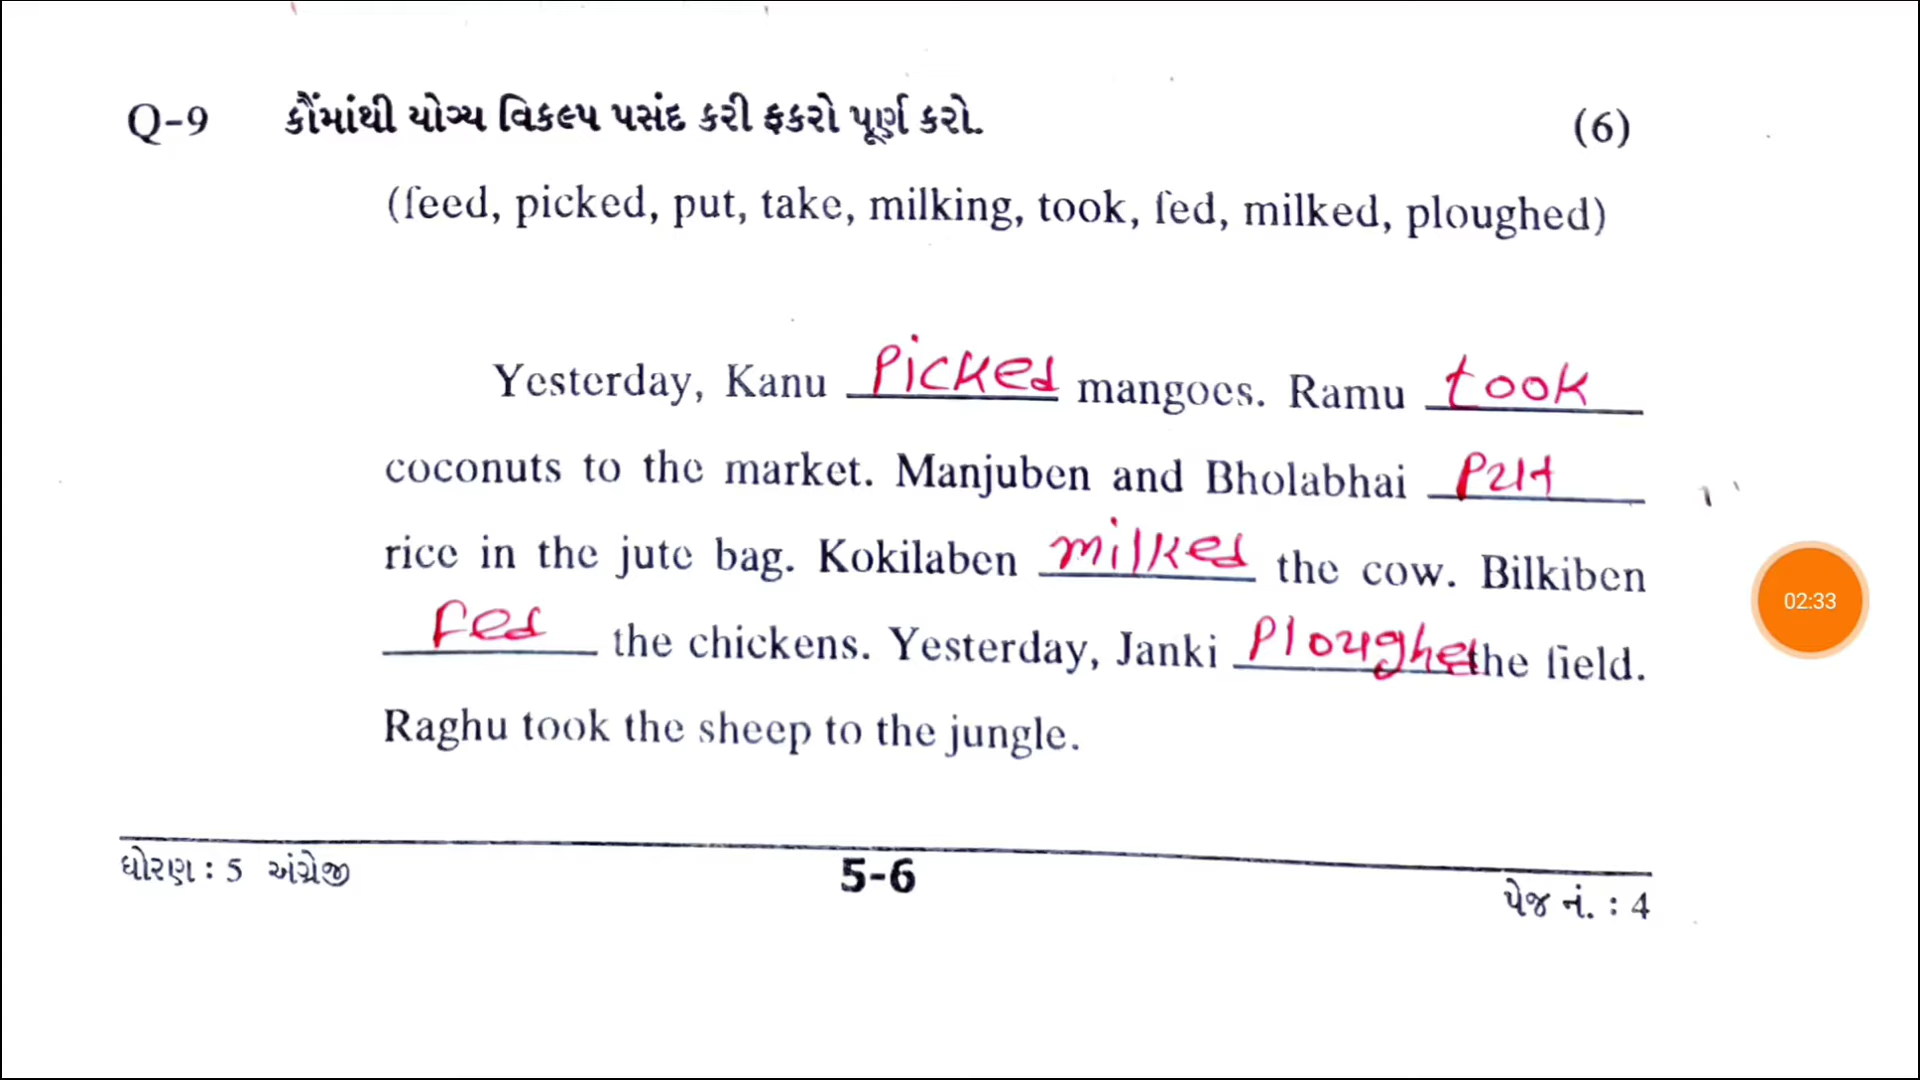 Q-9 કૌંમાંથી યોગ્ય વિકલ્પ પસંદ કરી ફકરો પૂર્ણ કરો. (6)
(feed, picked, put, take, milking, took, fed, milked, ploughed)
Yesterday, Kanu picked mangoes. Ramu took
coconuts to the market. Manjuben and Bholabhai put
rice in the jute bag. Kokilaben milked the cow. Bilkiben
fed the chickens. Yesterday, Janki ploughed the field.
Raghu took the sheep to the jungle.
02:33
ધોરણ : 5 અંગ્રેજી 5-6 પેજ નં. : 4